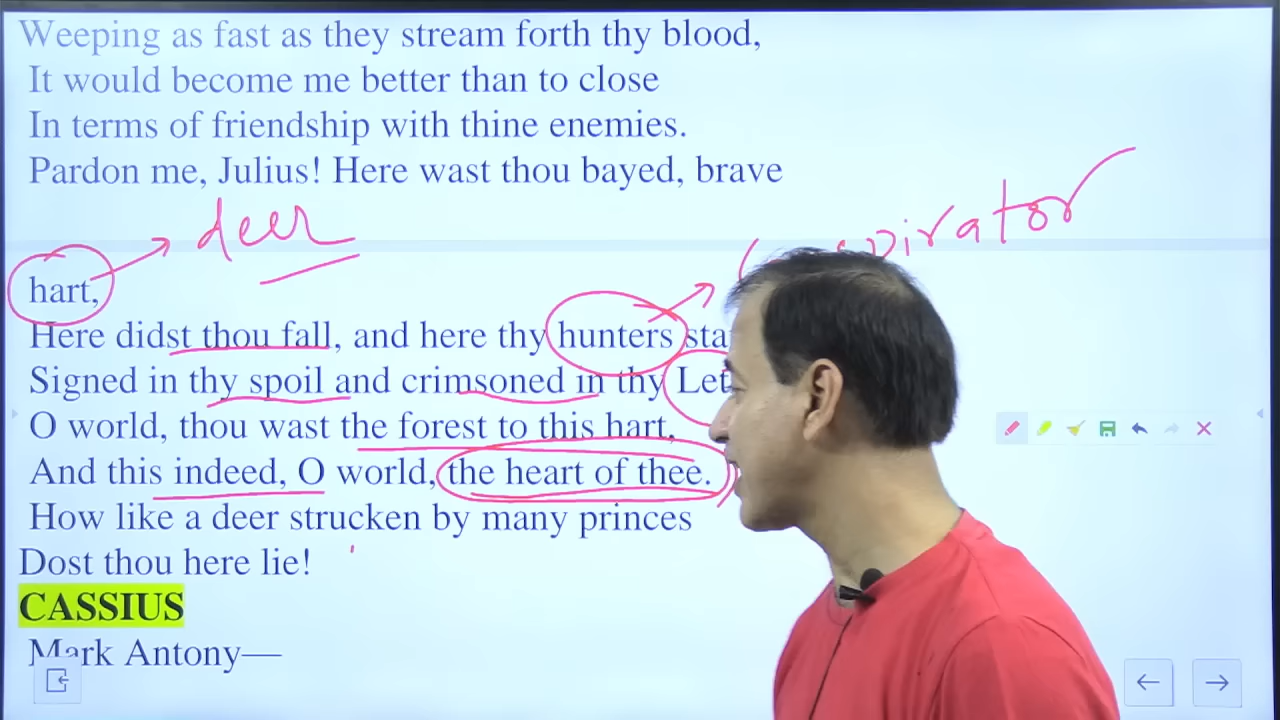 Weeping as fast as they stream forth thy blood,
It would become me better than to close
In terms of friendship with thine enemies.
Pardon me, Julius! Here wast thou bayed, brave
deer
hart,
Here didst thou fall, and here thy hunters
Signed in thy spoil and crimsoned in thy
O world, thou wast the forest to this hart,
And this indeed, O world, the heart of thee.
How like a deer strucken by many princes
Dost thou here lie!
CASSIUS
Mark Antony—